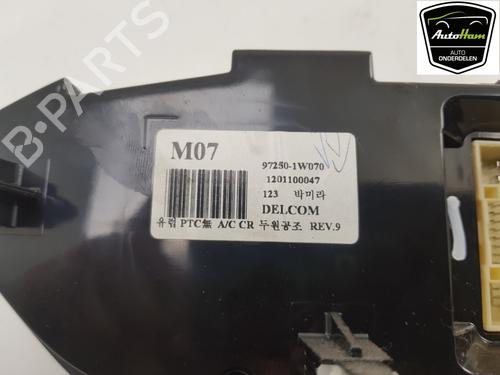 AutoHam
AUTO
ONDERDELEN
B-PARTS
M07
97250-1W070
1201100047
123 박미라
DELCOM
유럽 PTC無 A/C CR 두원공조 REV.9